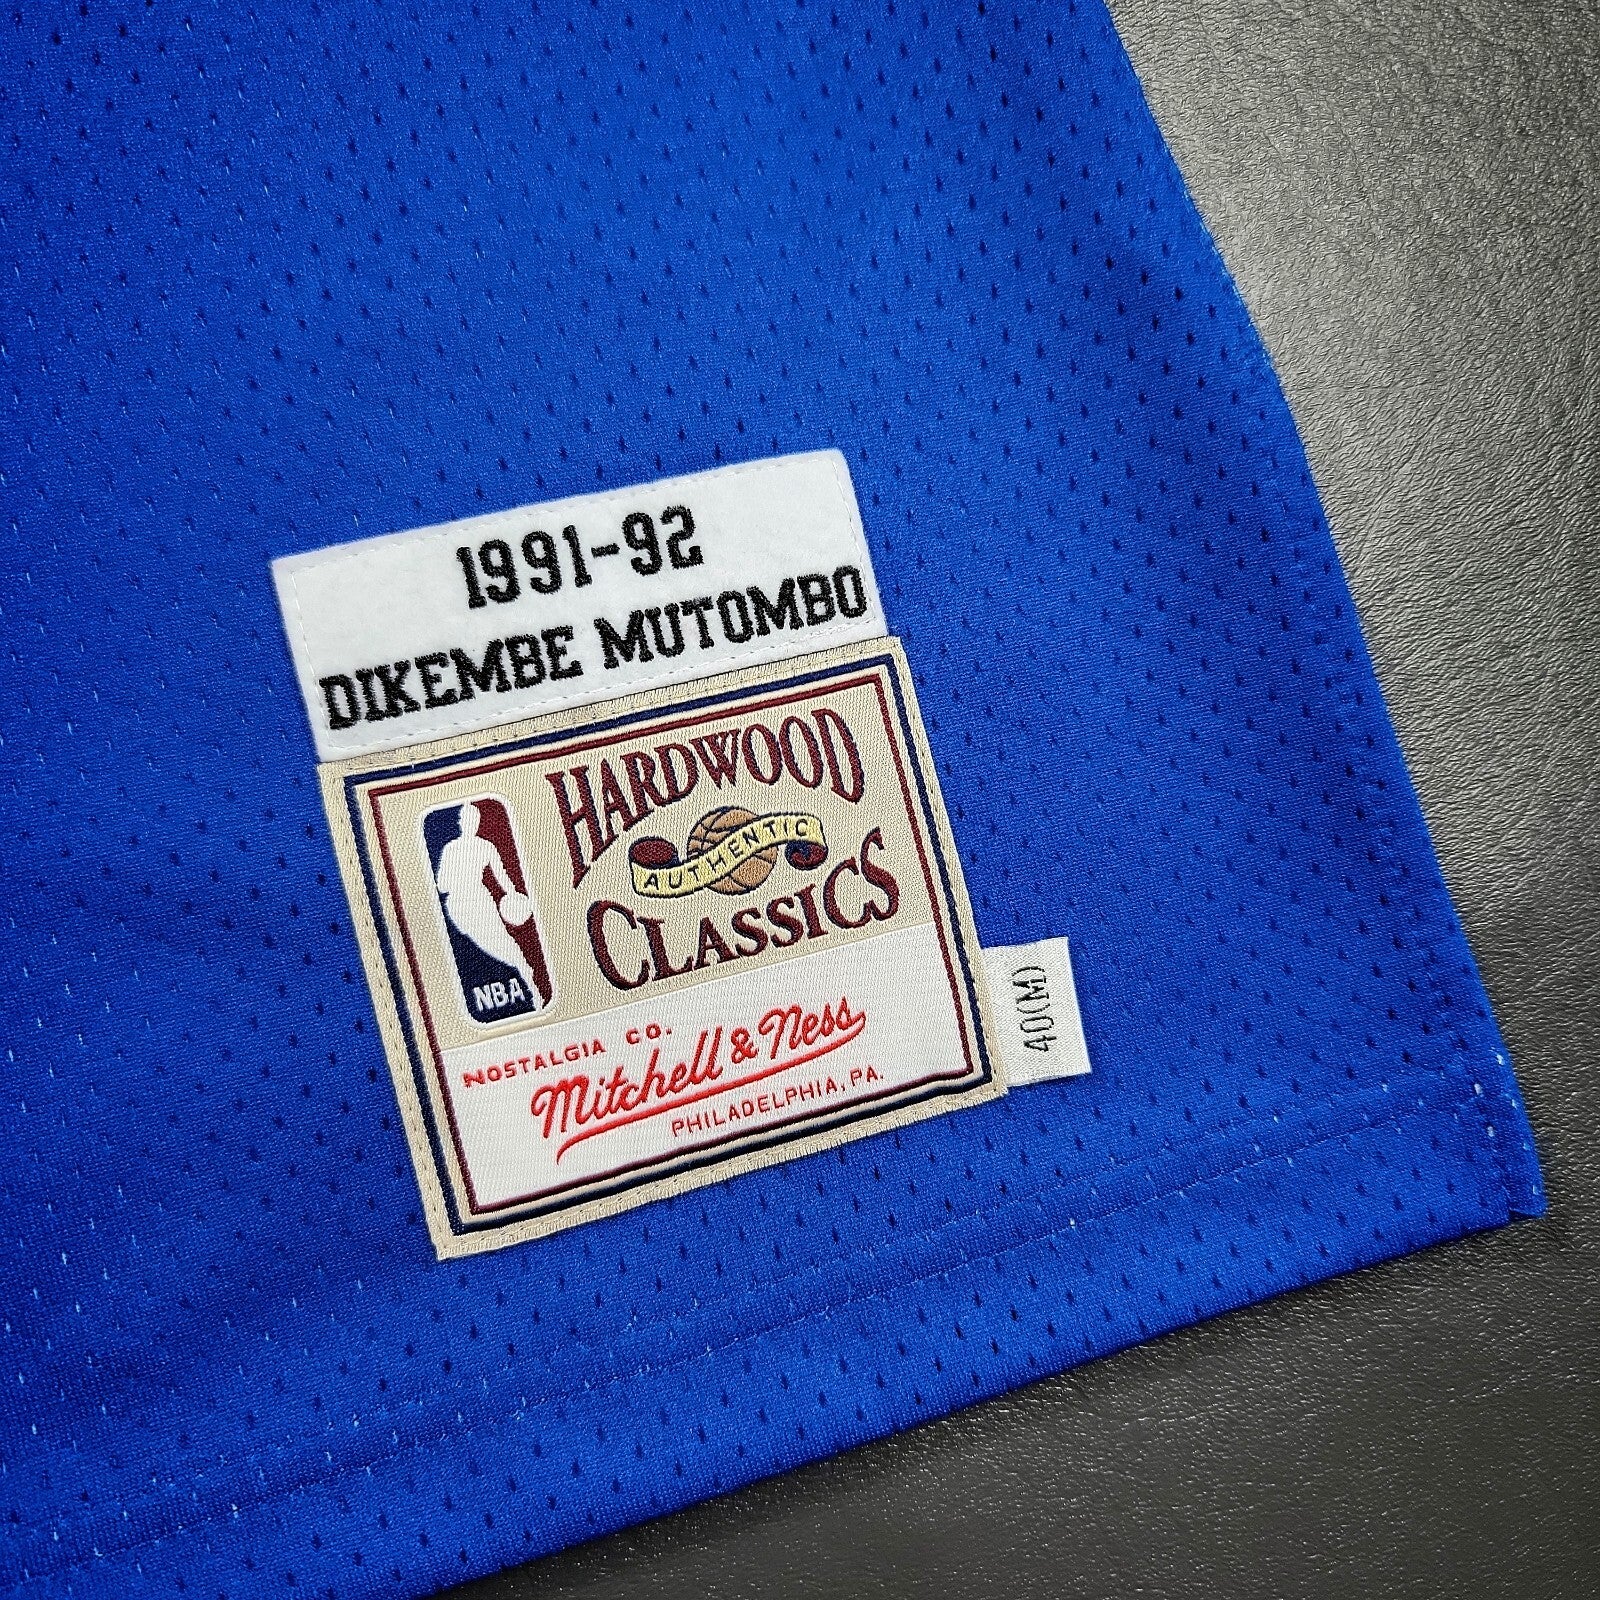 1991-92
DIKEMBE MUTOMBO
HARDWOOD
AUTHENTIC
CLASSICS
NBA
NOSTALGIA CO.
Mitchell & Ness
PHILADELPHIA, PA.
40(M)